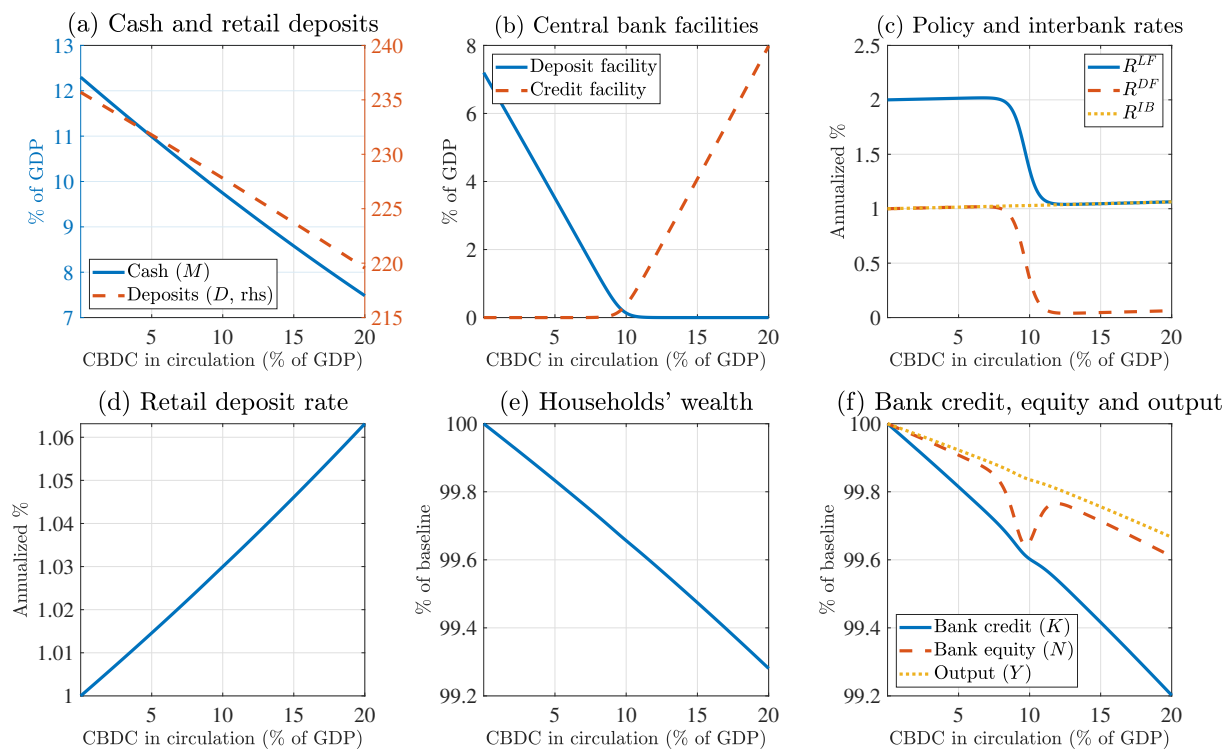 (a) Cash and retail deposits
13
12
11
10
9
8
7
240
235
230
225
220
215
% of GDP
Cash (M)
Deposits (D, rhs)
5 10 15 20
CBDC in circulation (% of GDP)
(b) Central bank facilities
8
6
4
2
0
% of GDP
Deposit facility
Credit facility
5 10 15 20
CBDC in circulation (% of GDP)
(c) Policy and interbank rates
2.5
2
1.5
1
0.5
0
Annualized %
R^{LF}
R^{DF}
R^{IB}
5 10 15 20
CBDC in circulation (% of GDP)
(d) Retail deposit rate
1.06
1.05
1.04
1.03
1.02
1.01
1
Annualized %
5 10 15 20
CBDC in circulation (% of GDP)
(e) Households' wealth
100
99.8
99.6
99.4
99.2
% of baseline
5 10 15 20
CBDC in circulation (% of GDP)
(f) Bank credit, equity and output
100
99.8
99.6
99.4
99.2
% of baseline
Bank credit (K)
Bank equity (N)
Output (Y)
5 10 15 20
CBDC in circulation (% of GDP)